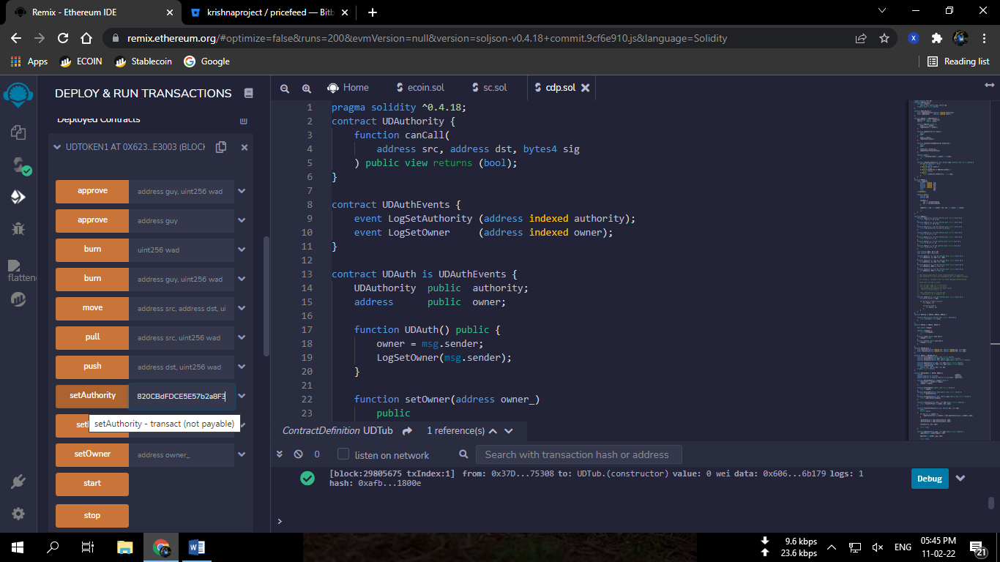 Remix - Ethereum IDE
krishnaproject / pricefeed — Bitb
remix.ethereum.org/#optimize=false&runs=200&evmVersion=null&version=soljson-v0.4.18+commit.9cf6e910.js&language=Solidity
X
Apps
ECOIN
Stablecoin
Google
Reading list
DEPLOY & RUN TRANSACTIONS
Home
ecoin.sol
sc.sol
cdp.sol
Deployed Contracts
UDTOKEN1 AT 0X623...E3003 (BLOCK
approve address guy, uint256 wad
approve address guy
burn uint256 wad
burn address guy, uint256 wad
move address src, address dst, ui
pull address src, uint256 wad
push address dst, uint256 wad
setAuthority 820CBdFDCE5E57b2a8F3
setAuthority - transact (not payable)
setOwner address owner_
start
stop
flattene
1 pragma solidity ^0.4.18;
2 contract UDAuthority {
3 function canCall(
4 address src, address dst, bytes4 sig
5 ) public view returns (bool);
6 }
7
8 contract UDAuthEvents {
9 event LogSetAuthority (address indexed authority);
10 event LogSetOwner (address indexed owner);
11 }
12
13 contract UDAuth is UDAuthEvents {
14 UDAuthority public authority;
15 address public owner;
16
17 function UDAuth() public {
18 owner = msg.sender;
19 LogSetOwner(msg.sender);
20 }
21
22 function setOwner(address owner_)
23 public
ContractDefinition UDTub 1 reference(s)
0 listen on network Search with transaction hash or address
[block:29805675 txIndex:1] from: 0x37D...75308 to: UDTub.(constructor) value: 0 wei data: 0x606...6b179 logs: 1
hash: 0xafb...1800e
Debug
>
9.6 kbps
23.6 kbps
ENG
05:45 PM
11-02-22
21